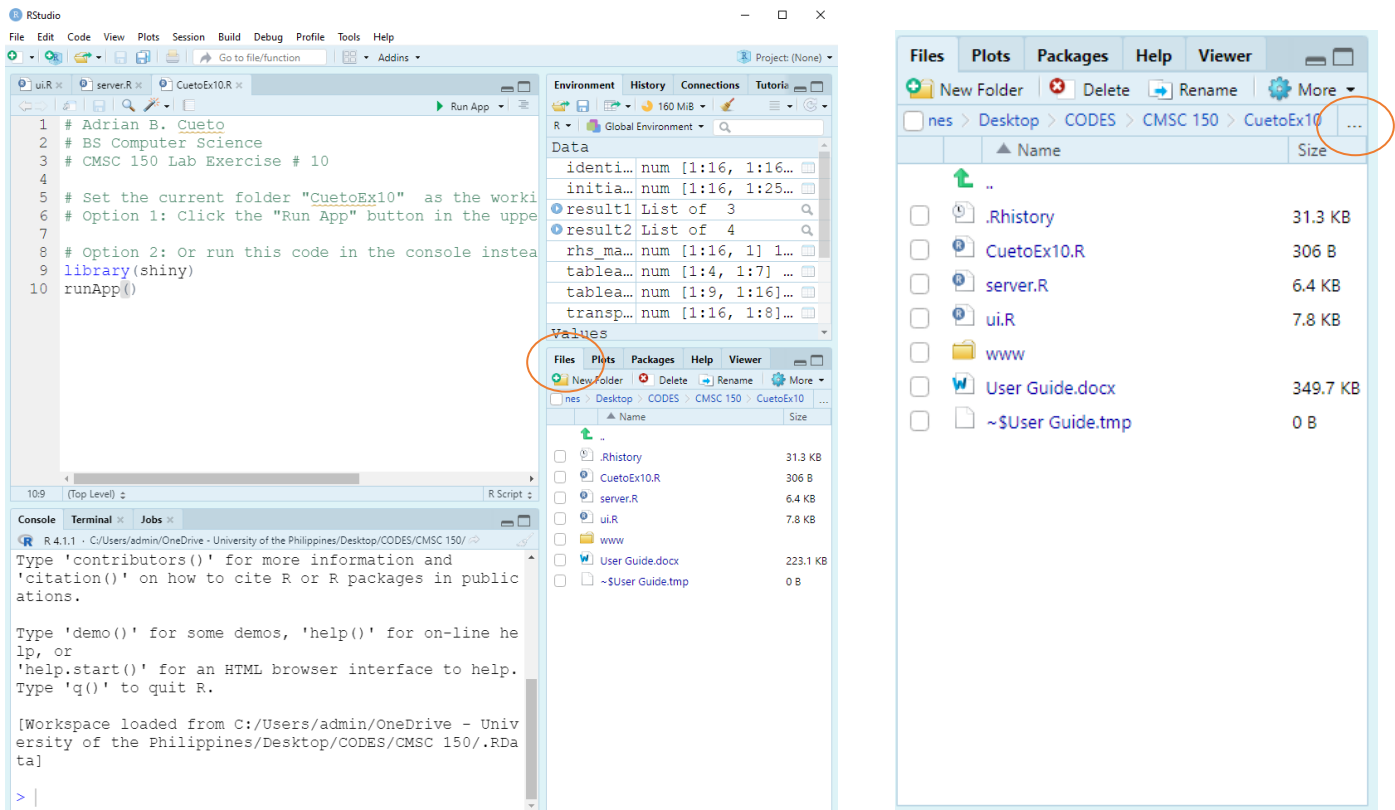 RStudio
File Edit Code View Plots Session Build Debug Profile Tools Help
Go to file/function Addins Project: (None)
ui.R server.R CuetoEx10.R
Run App
1 # Adrian B. Cueto
2 # BS Computer Science
3 # CMSC 150 Lab Exercise # 10
4
5 # Set the current folder "CuetoEx10"  as the worki
6 # Option 1: Click the "Run App" button in the uppe
7
8 # Option 2: Or run this code in the console instea
9 library(shiny)
10 runApp()
10:9 (Top Level) R Script
Console Terminal Jobs
R 4.1.1 · C:/Users/admin/OneDrive - University of the Philippines/Desktop/CODES/CMSC 150/
Type 'contributors()' for more information and
'citation()' on how to cite R or R packages in public
ations.
Type 'demo()' for some demos, 'help()' for on-line he
lp, or
'help.start()' for an HTML browser interface to help.
Type 'q()' to quit R.
[Workspace loaded from C:/Users/admin/OneDrive - Univ
ersity of the Philippines/Desktop/CODES/CMSC 150/.RDa
ta]
>
Environment History Connections Tutoria
160 MiB
R Global Environment
Data
identi… num [1:16, 1:16…
initia… num [1:16, 1:25…
result1 List of 3
result2 List of 4
rhs_ma… num [1:16, 1] 1…
tablea… num [1:4, 1:7] …
tablea… num [1:9, 1:16]…
transp… num [1:16, 1:8]…
Values
Files Plots Packages Help Viewer
New Folder Delete Rename More
nes > Desktop > CODES > CMSC 150 > CuetoEx10 ...
Name Size
..
.Rhistory 31.3 KB
CuetoEx10.R 306 B
server.R 6.4 KB
ui.R 7.8 KB
www
User Guide.docx 223.1 KB
~$User Guide.tmp 0 B
Files Plots Packages Help Viewer
New Folder Delete Rename More
nes > Desktop > CODES > CMSC 150 > CuetoEx10 ...
Name Size
..
.Rhistory 31.3 KB
CuetoEx10.R 306 B
server.R 6.4 KB
ui.R 7.8 KB
www
User Guide.docx 349.7 KB
~$User Guide.tmp 0 B